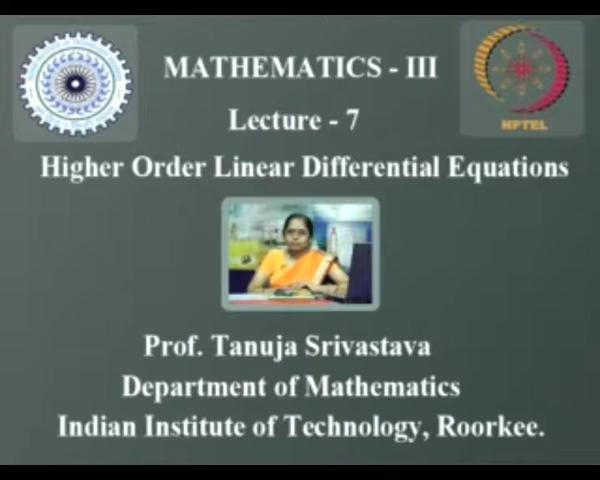 MATHEMATICS - III
Lecture - 7
NPTEL
Higher Order Linear Differential Equations
Prof. Tanuja Srivastava
Department of Mathematics
Indian Institute of Technology, Roorkee.